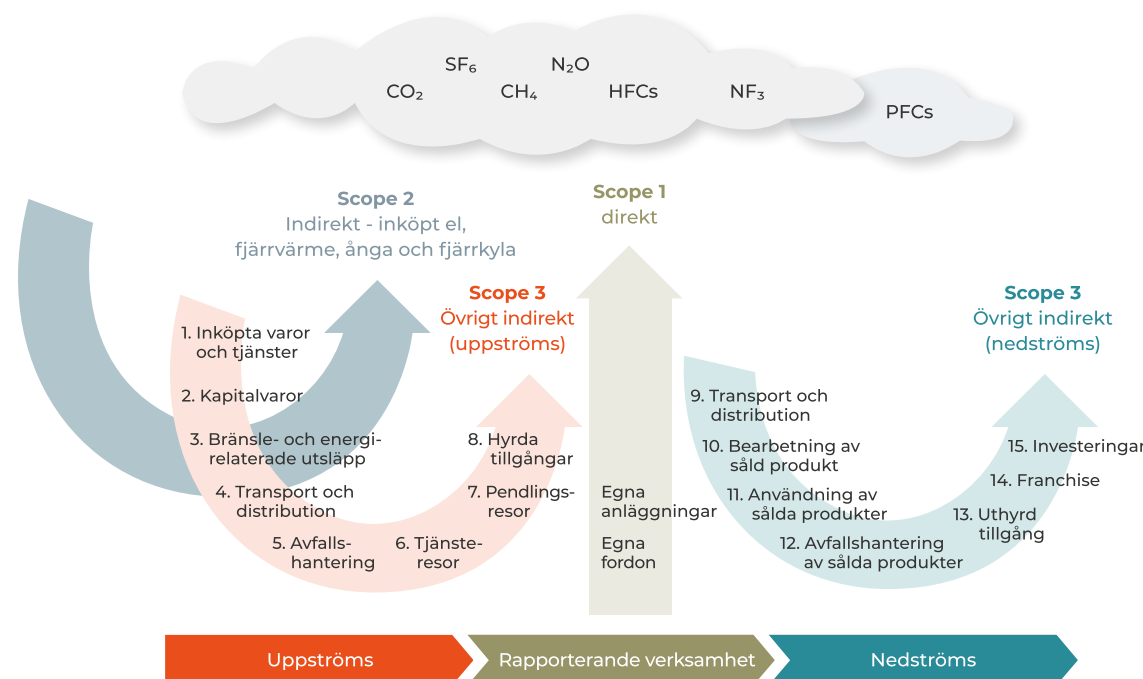 SF₆
N₂O
CO₂
CH₄
HFCs
NF₃
PFCs
Scope 2
Indirekt - inköpt el,
fjärrvärme, ånga och fjärrkyla
Scope 1
direkt
Scope 3
Övrigt indirekt
(uppströms)
Scope 3
Övrigt indirekt
(nedströms)
1. Inköpta varor
och tjänster
2. Kapitalvaror
3. Bränsle- och energi-
relaterade utsläpp
4. Transport och
distribution
5. Avfalls-
hantering
6. Tjänste-
resor
7. Pendlings-
resor
8. Hyrda
tillgångar
Egna
anläggningar
Egna
fordon
9. Transport och
distribution
10. Bearbetning av
såld produkt
11. Användning av
sålda produkter
12. Avfallshantering
av sålda produkter
13. Uthyrd
tillgång
14. Franchise
15. Investeringar
Uppströms
Rapporterande verksamhet
Nedströms